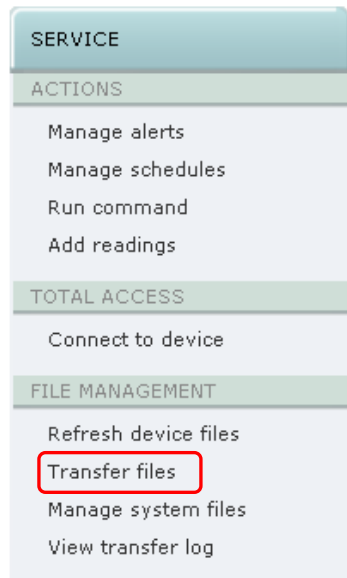 SERVICE
ACTIONS
Manage alerts
Manage schedules
Run command
Add readings
TOTAL ACCESS
Connect to device
FILE MANAGEMENT
Refresh device files
Transfer files
Manage system files
View transfer log